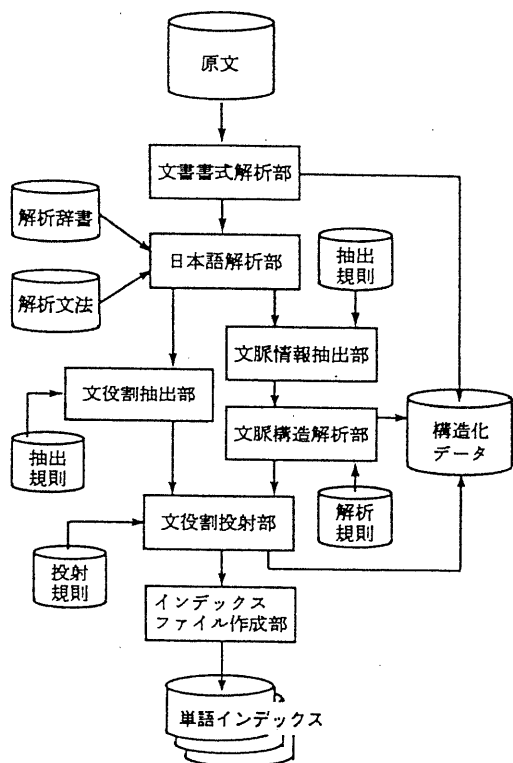 原文
文書書式解析部
解析辞書
日本語解析部
抽出
規則
解析文法
文脈情報抽出部
文役割抽出部
文脈構造解析部
構造化
データ
抽出
規則
解析
規則
文役割投射部
投射
規則
インデックス
ファイル作成部
単語インデックス